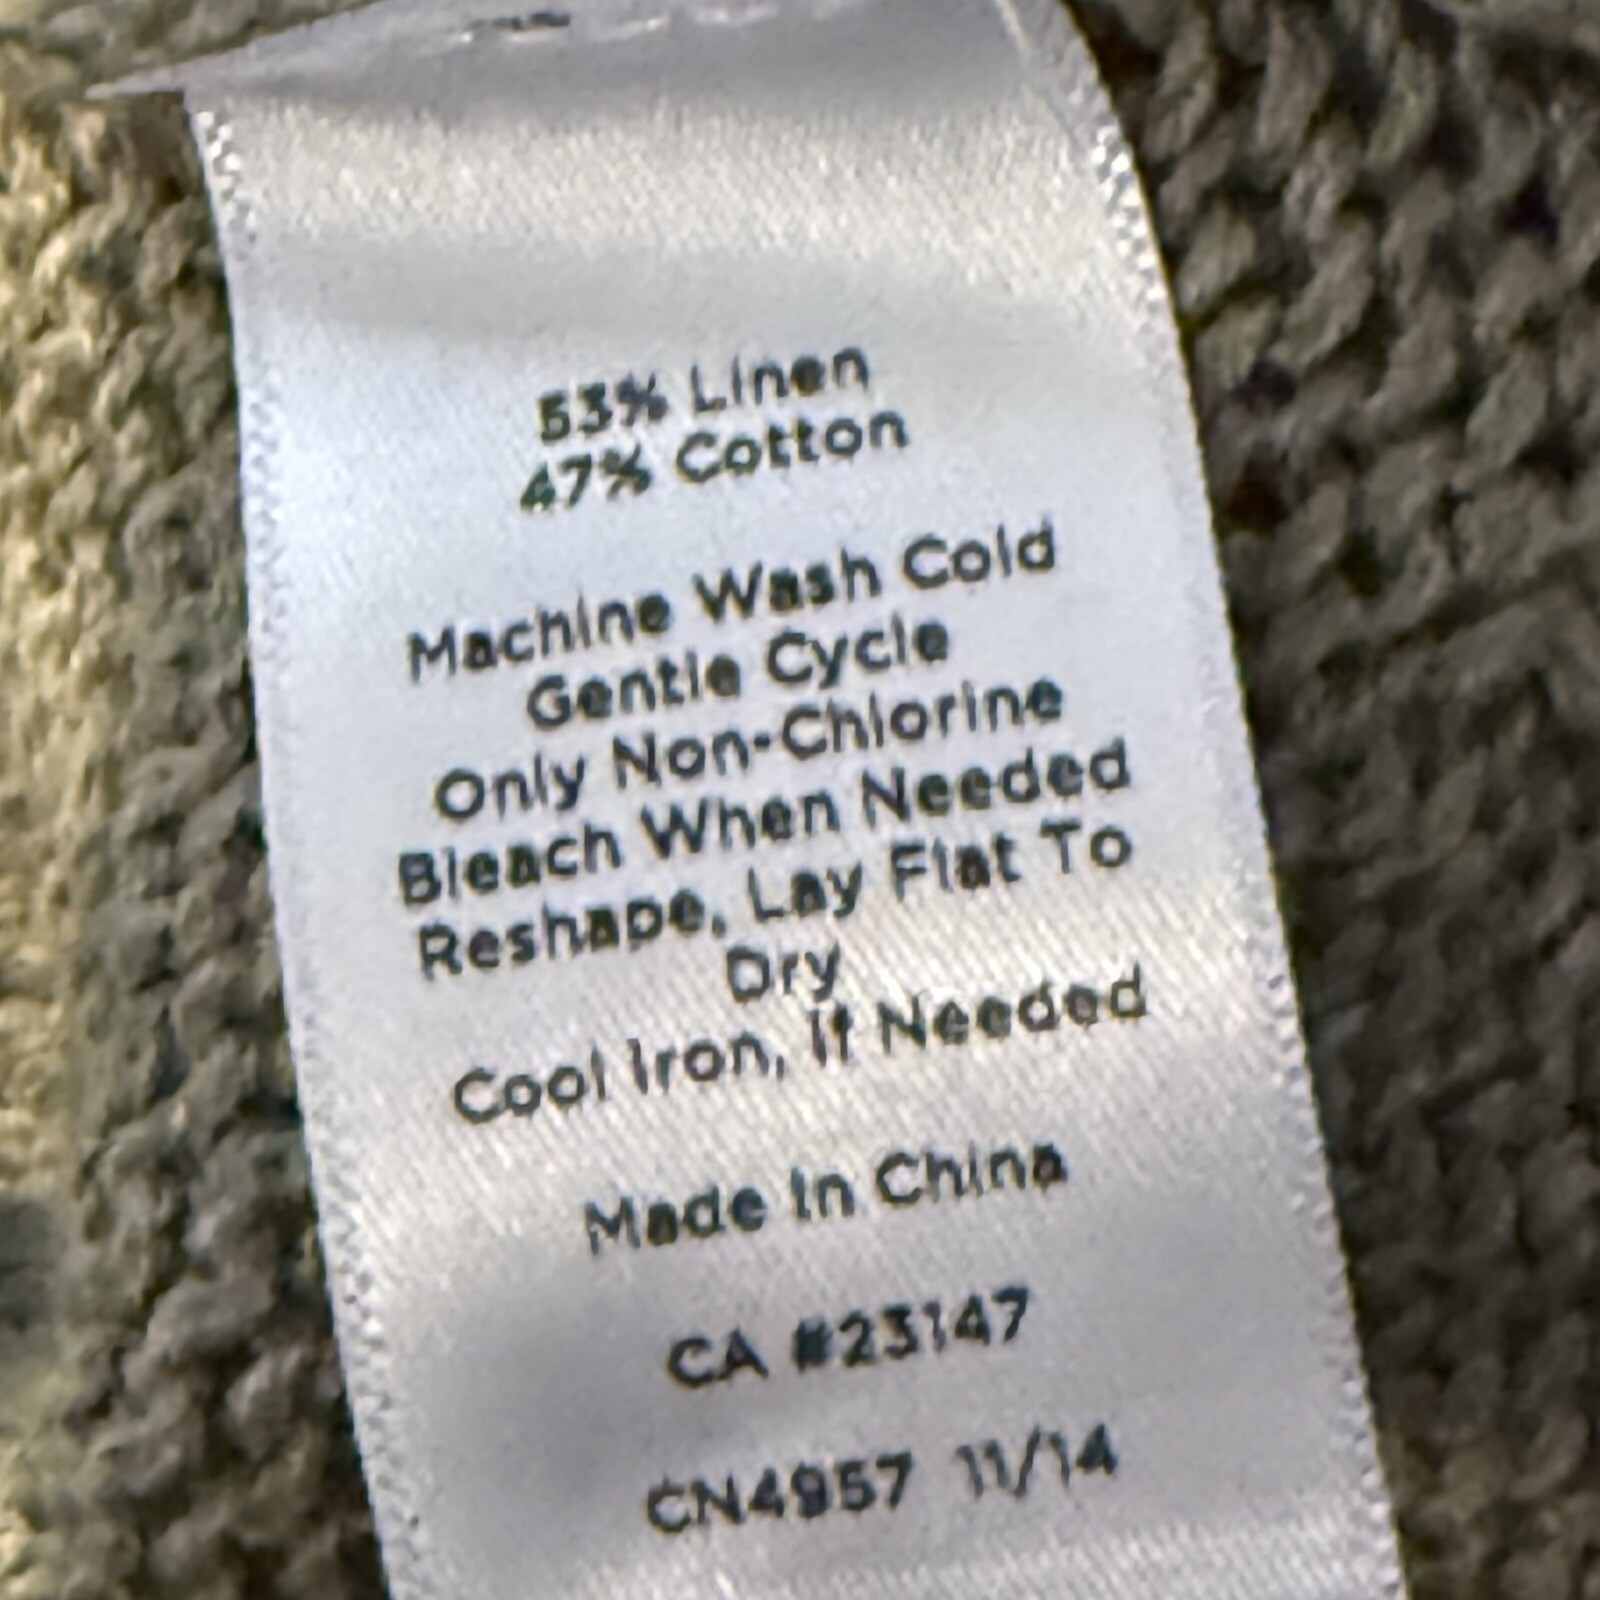 53% Linen
47% Cotton
Machine Wash Cold
Gentle Cycle
Only Non-Chlorine
Bleach When Needed
Reshape, Lay Flat To
Dry
Cool Iron, If Needed
Made In China
CA #23147
CN4957 11/14